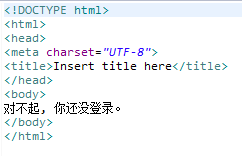 <!DOCTYPE html>
<html>
<head>
<meta charset="UTF-8">
<title>Insert title here</title>
</head>
<body>
对不起, 你还没登录。
</body>
</html>